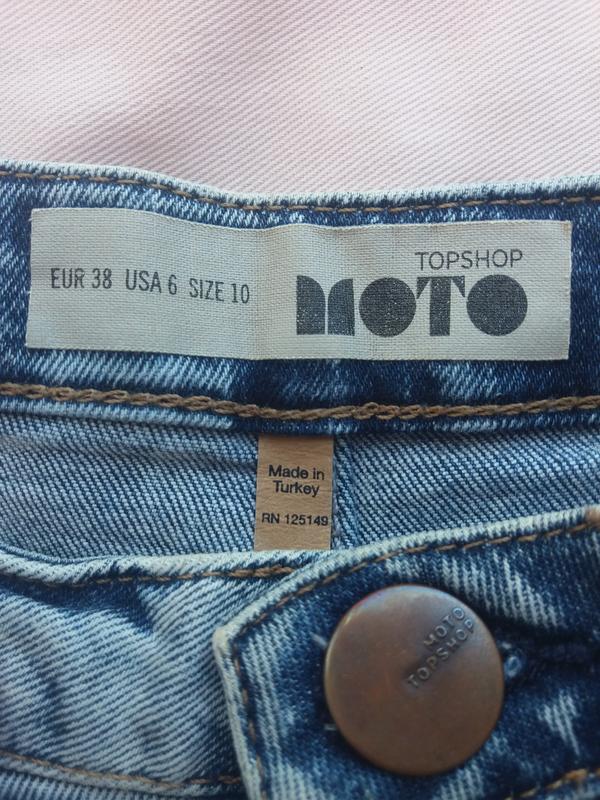 EUR 38 USA 6 SIZE 10
TOPSHOP
MOTO
Made in
Turkey
RN 125149
MOTO
TOPSHOP